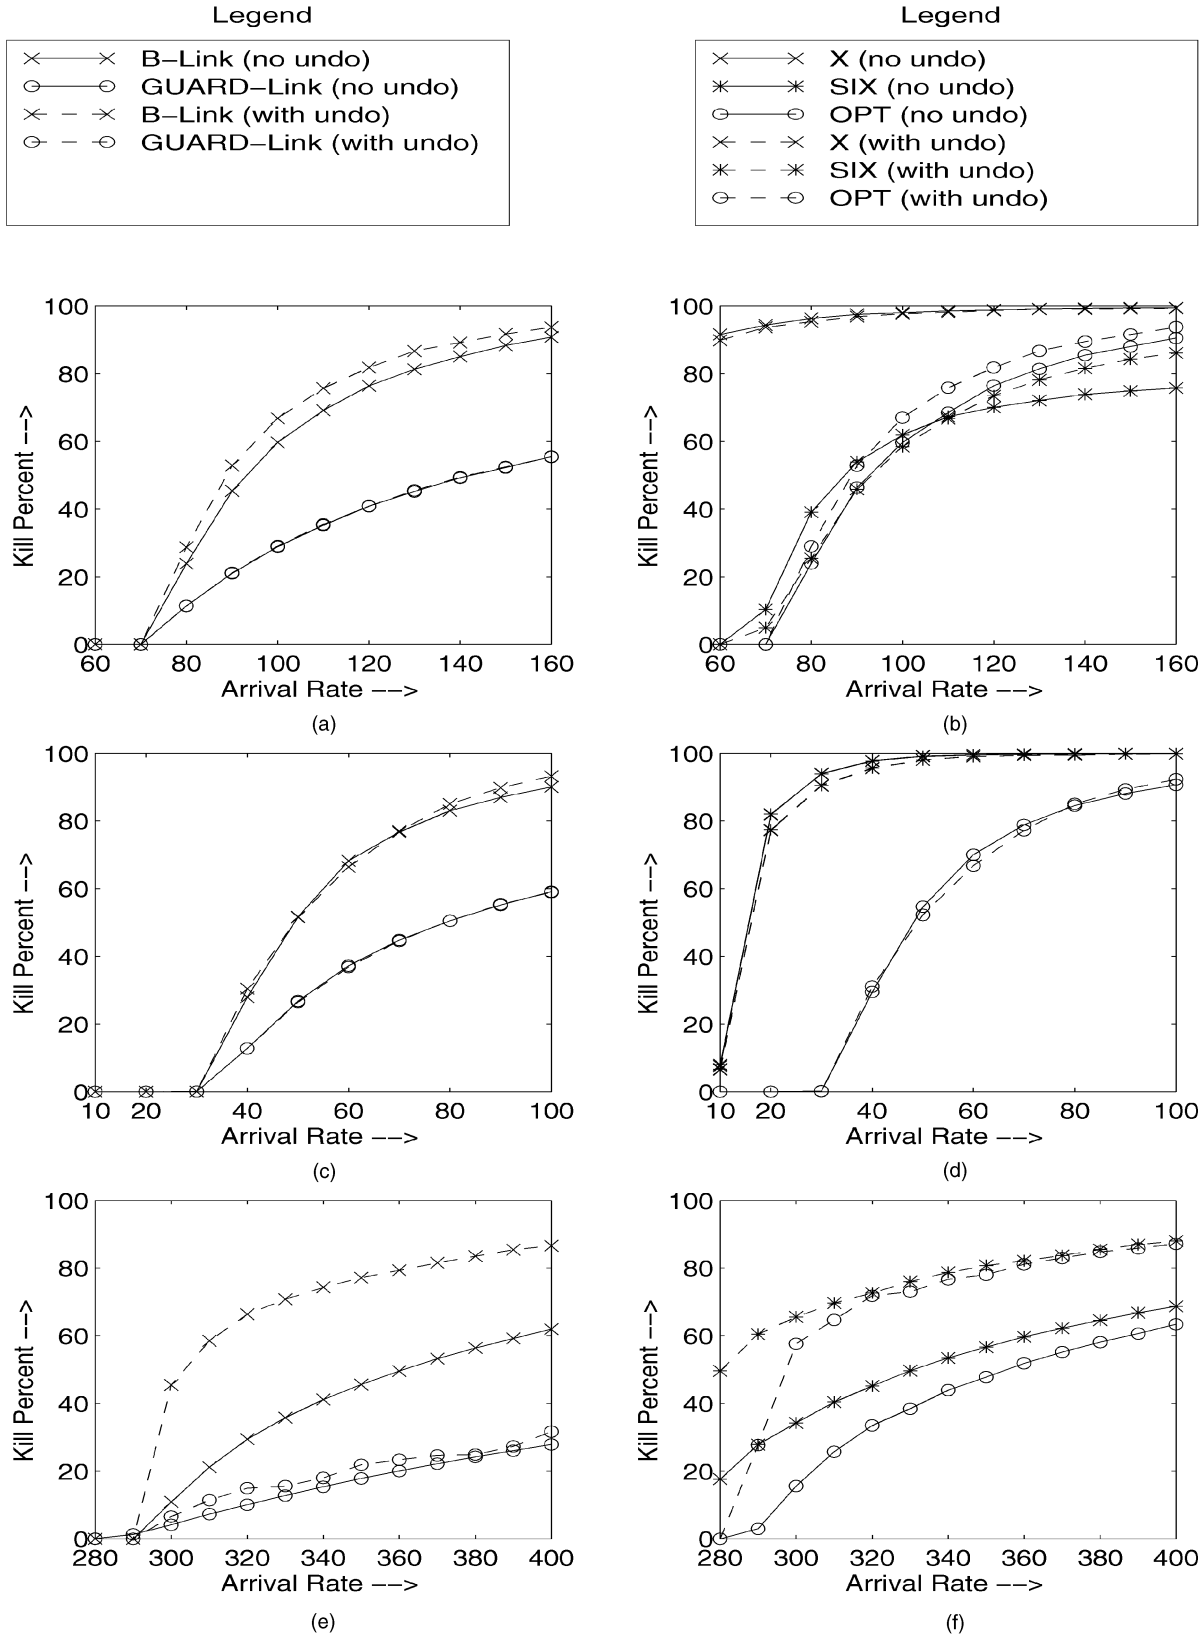 Legend
B–Link (no undo)
GUARD–Link (no undo)
B–Link (with undo)
GUARD–Link (with undo)
Legend
X (no undo)
SIX (no undo)
OPT (no undo)
X (with undo)
SIX (with undo)
OPT (with undo)
100
80
60
40
20
0
Kill Percent ––>
60 80 100 120 140 160
Arrival Rate ––>
(a)
100
80
60
40
20
0
Kill Percent ––>
60 80 100 120 140 160
Arrival Rate ––>
(b)
100
80
60
40
20
0
Kill Percent ––>
10 20 40 60 80 100
Arrival Rate ––>
(c)
100
80
60
40
20
0
Kill Percent ––>
10 20 40 60 80 100
Arrival Rate ––>
(d)
100
80
60
40
20
0
Kill Percent ––>
280 300 320 340 360 380 400
Arrival Rate ––>
(e)
100
80
60
40
20
0
Kill Percent ––>
280 300 320 340 360 380 400
Arrival Rate ––>
(f)